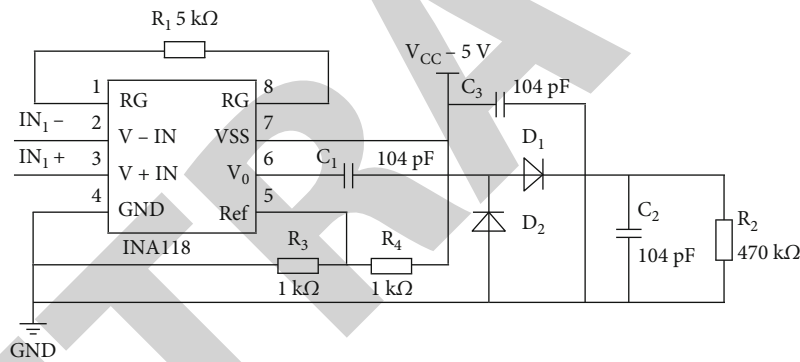 R1 5 kΩ
VCC – 5 V
C3
104 pF
1
RG
RG
8
IN1 –
2
V – IN
VSS
7
IN1 +
3
V + IN
V0
6
C1
104 pF
D1
4
GND
Ref
5
D2
C2
R2
INA118
R3
R4
104 pF
470 kΩ
1 kΩ
1 kΩ
GND
TRA